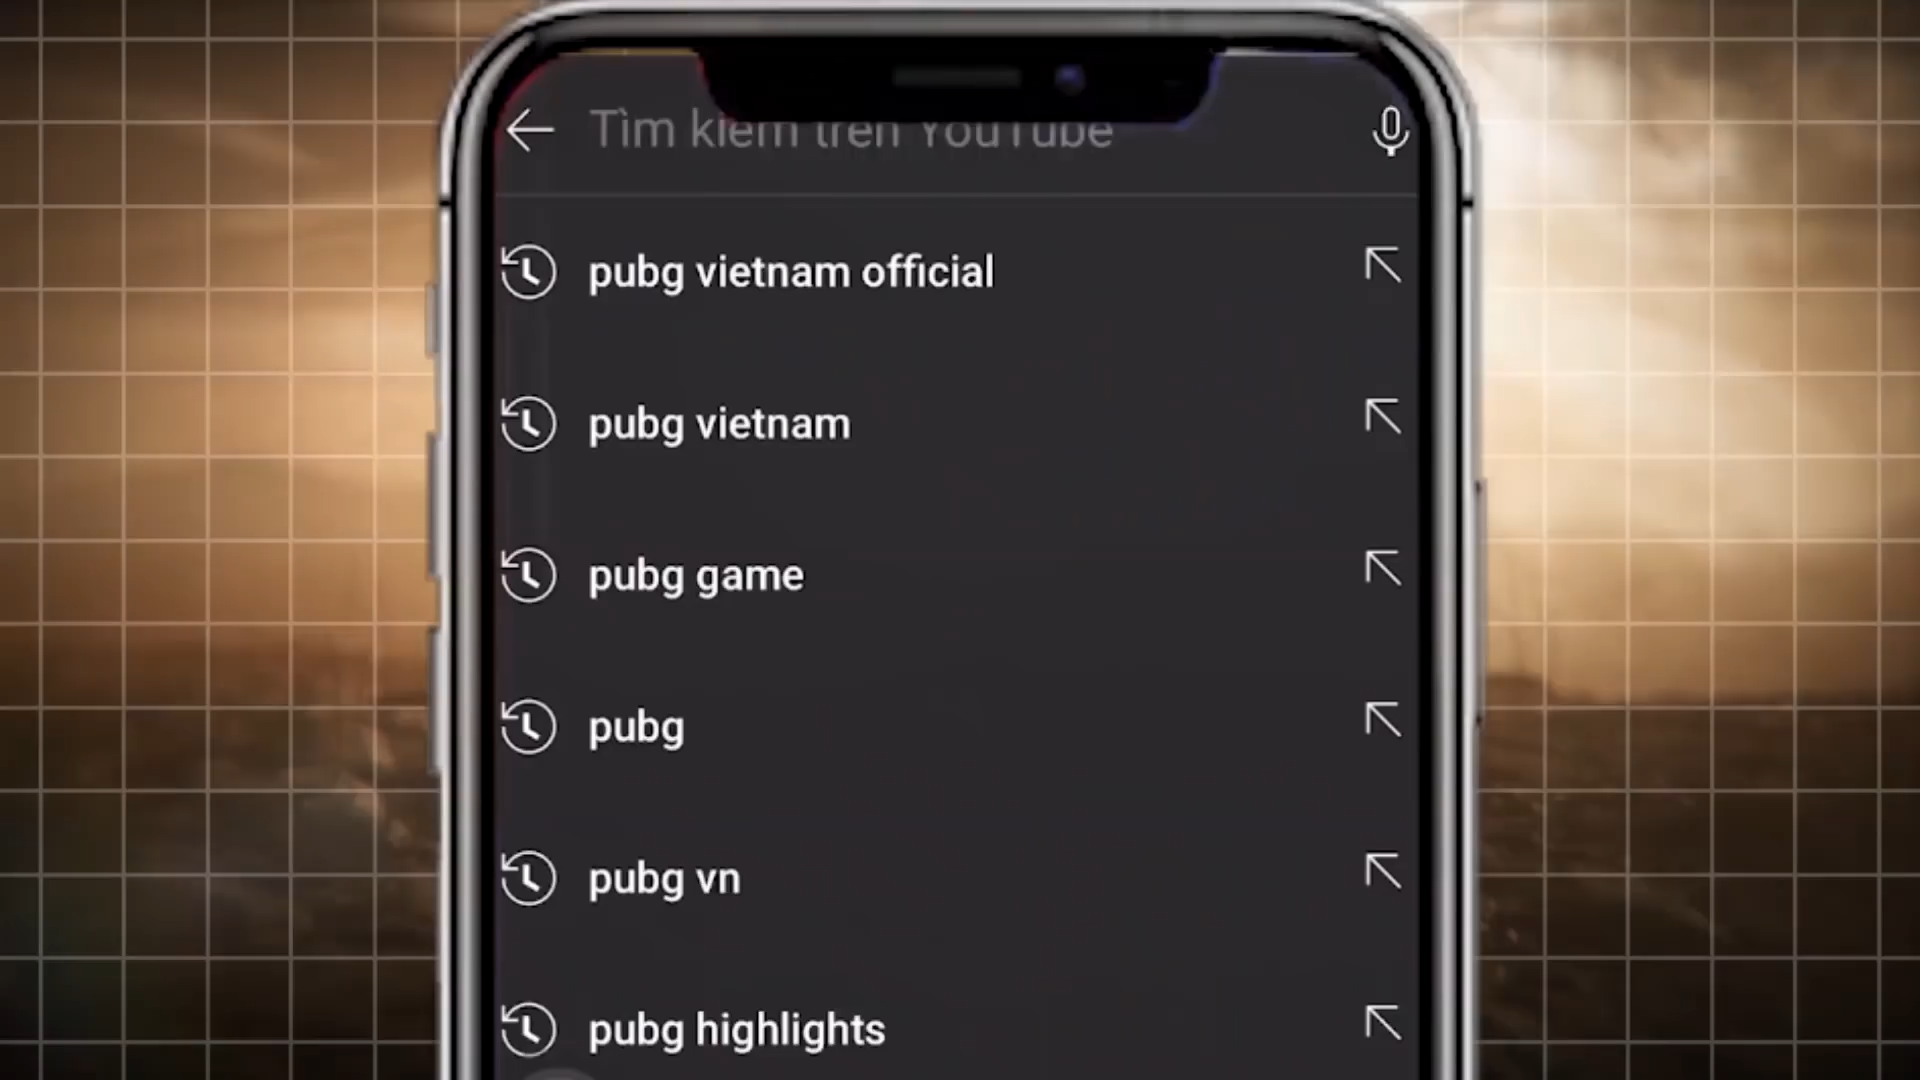 Tìm kiếm trên YouTube
pubg vietnam official
pubg vietnam
pubg game
pubg
pubg vn
pubg highlights